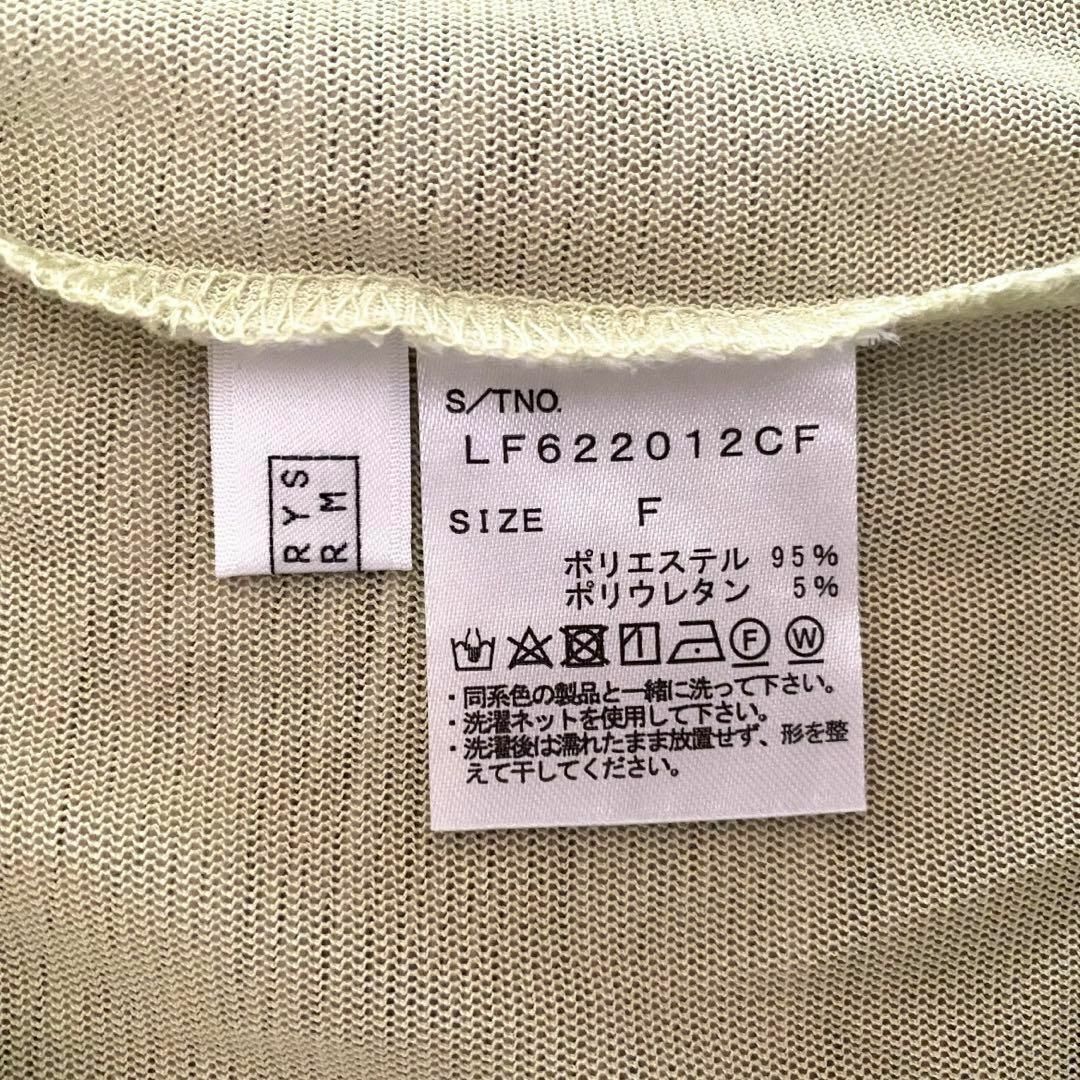 RYS
RM
S/TNO.
LF622012CF
SIZE F
ポリエステル 95%
ポリウレタン 5%
F W
・同系色の製品と一緒に洗って下さい。
・洗濯ネットを使用して下さい。
・洗濯後は濡れたまま放置せず、形を整
えて干してください。